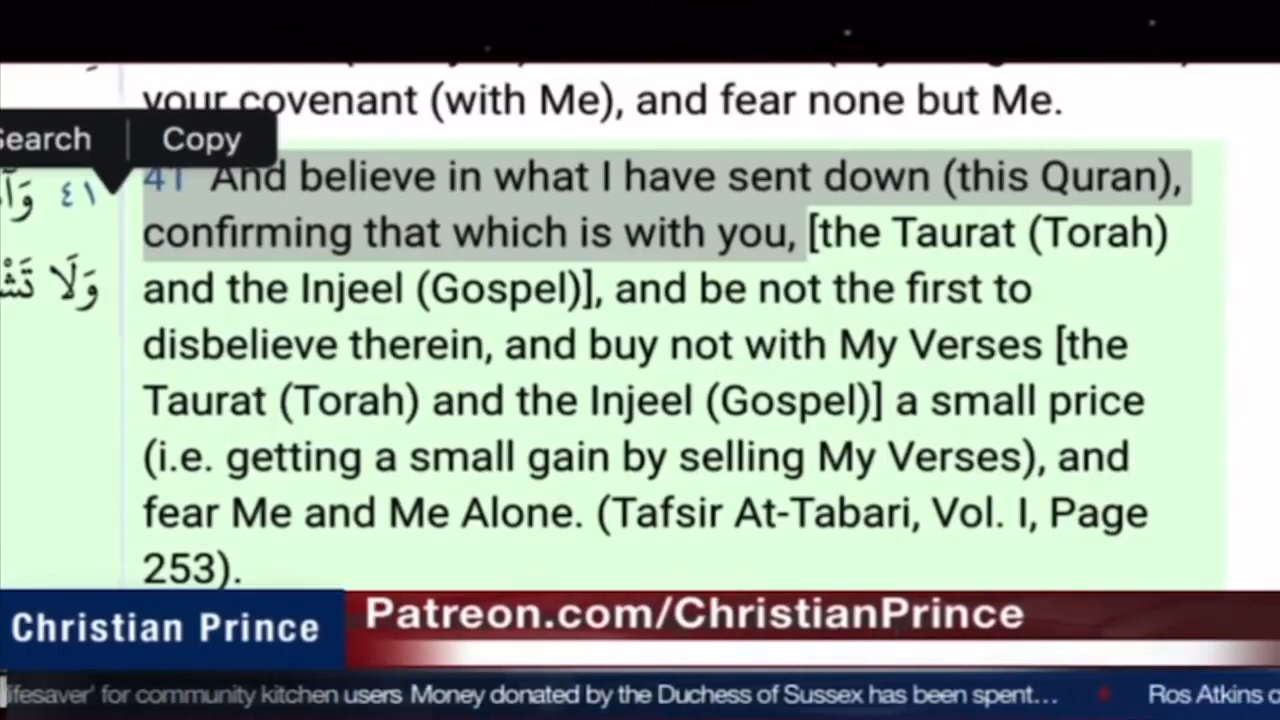 your covenant (with Me), and fear none but Me.
Search Copy
41 And believe in what I have sent down (this Quran),
confirming that which is with you, [the Taurat (Torah)
and the Injeel (Gospel)], and be not the first to
disbelieve therein, and buy not with My Verses [the
Taurat (Torah) and the Injeel (Gospel)] a small price
(i.e. getting a small gain by selling My Verses), and
fear Me and Me Alone. (Tafsir At-Tabari, Vol. I, Page
253).
٤١
وَلَا
Christian Prince
Patreon.com/ChristianPrince
lifesaver' for community kitchen users Money donated by the Duchess of Sussex has been spent... Ros Atkins